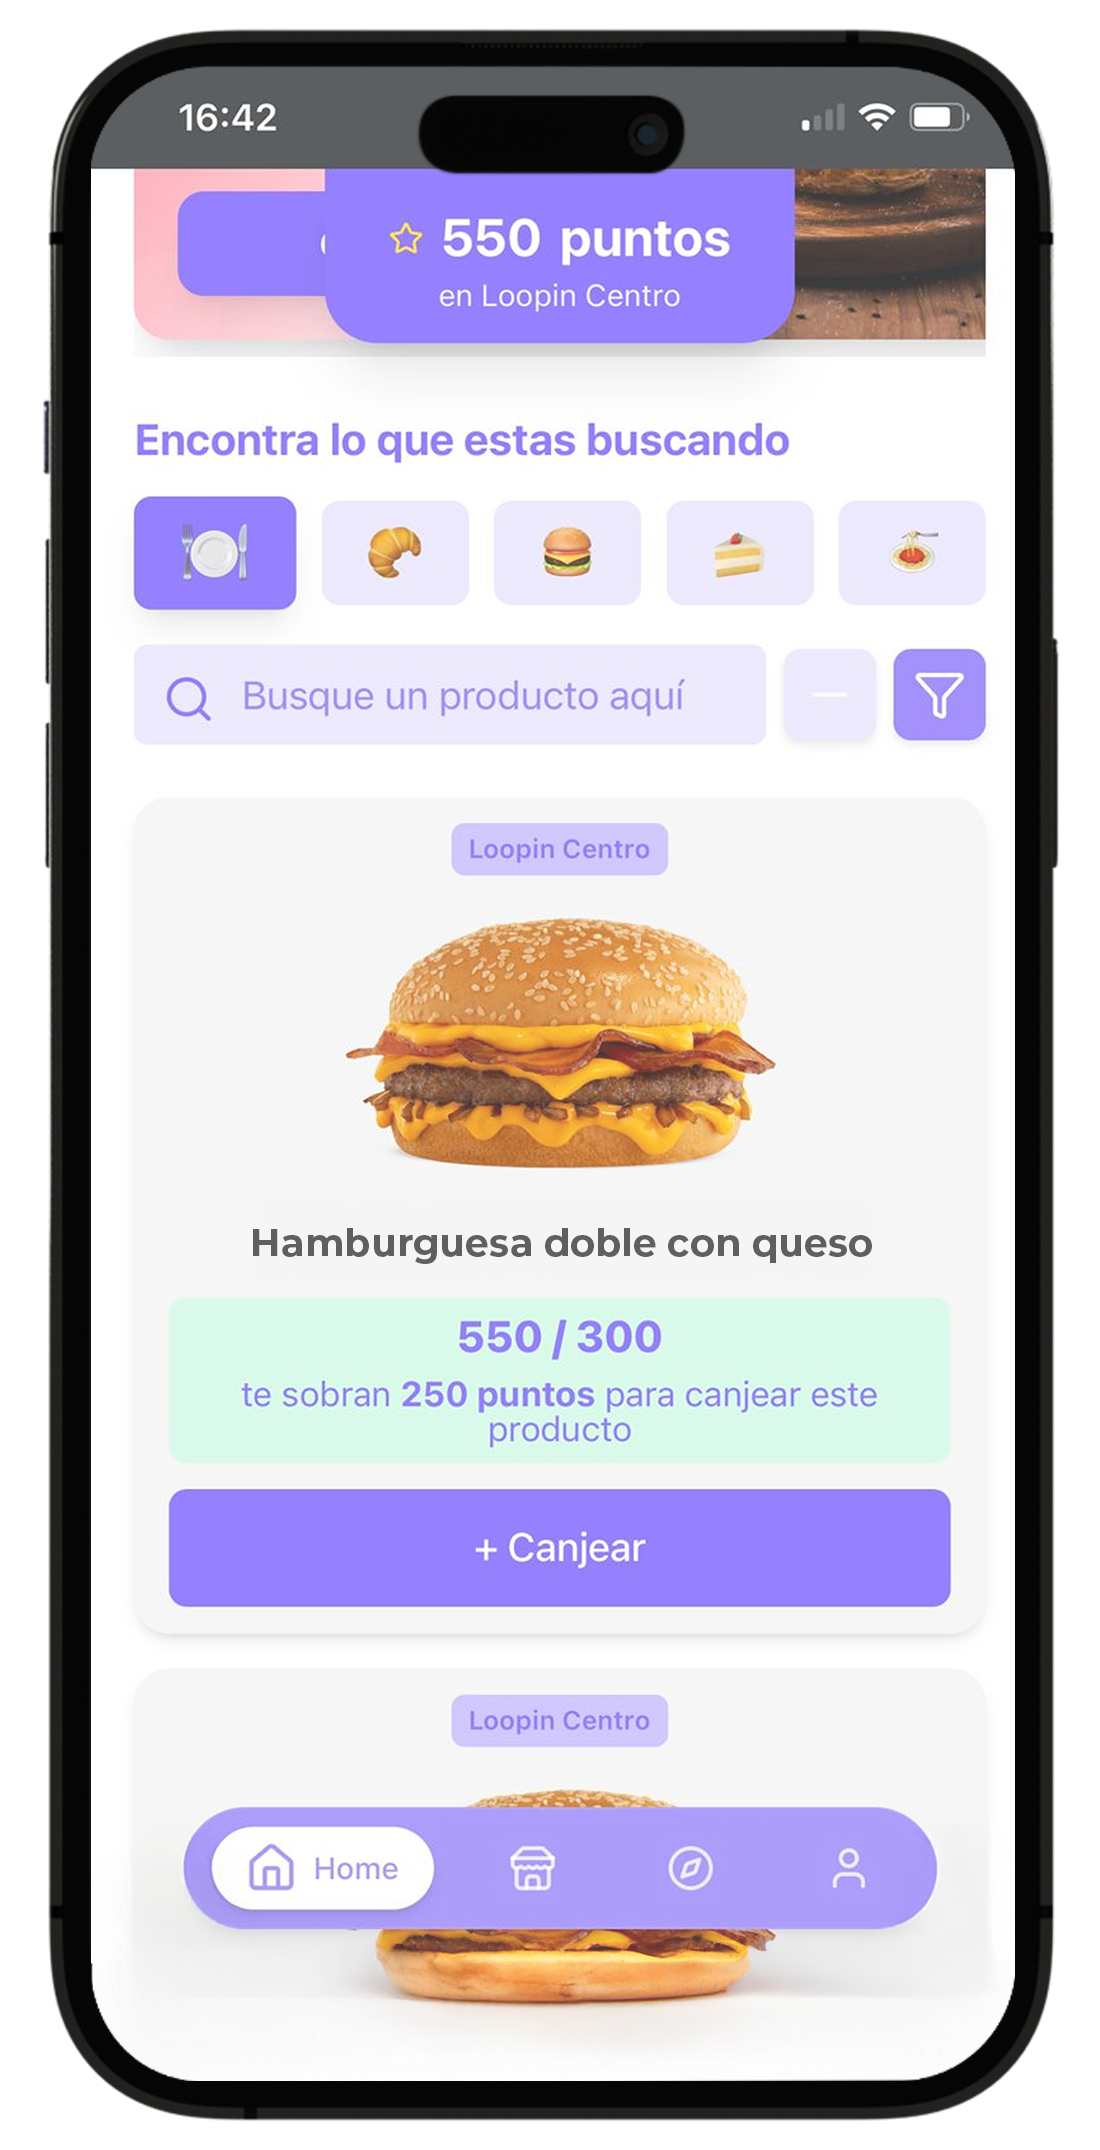 16:42
550 puntos
en Loopin Centro
Encontra lo que estas buscando
Busque un producto aquí
Loopin Centro
Hamburguesa doble con queso
550 / 300
te sobran 250 puntos para canjear este
producto
+ Canjear
Loopin Centro
Home